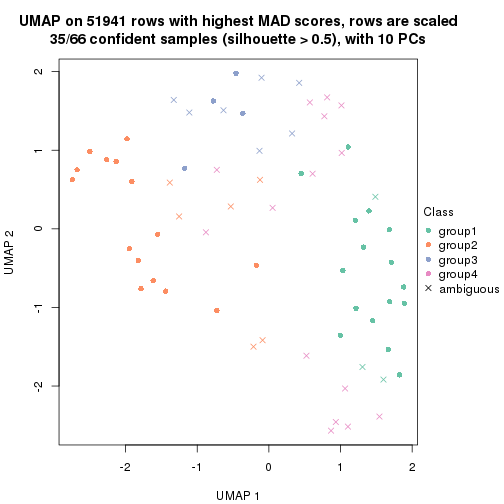 UMAP on 51941 rows with highest MAD scores, rows are scaled
35/66 confident samples (silhouette > 0.5), with 10 PCs
2
1
0
-1
-2
UMAP 2
-2
-1
0
1
2
UMAP 1
Class
group1
group2
group3
group4
ambiguous